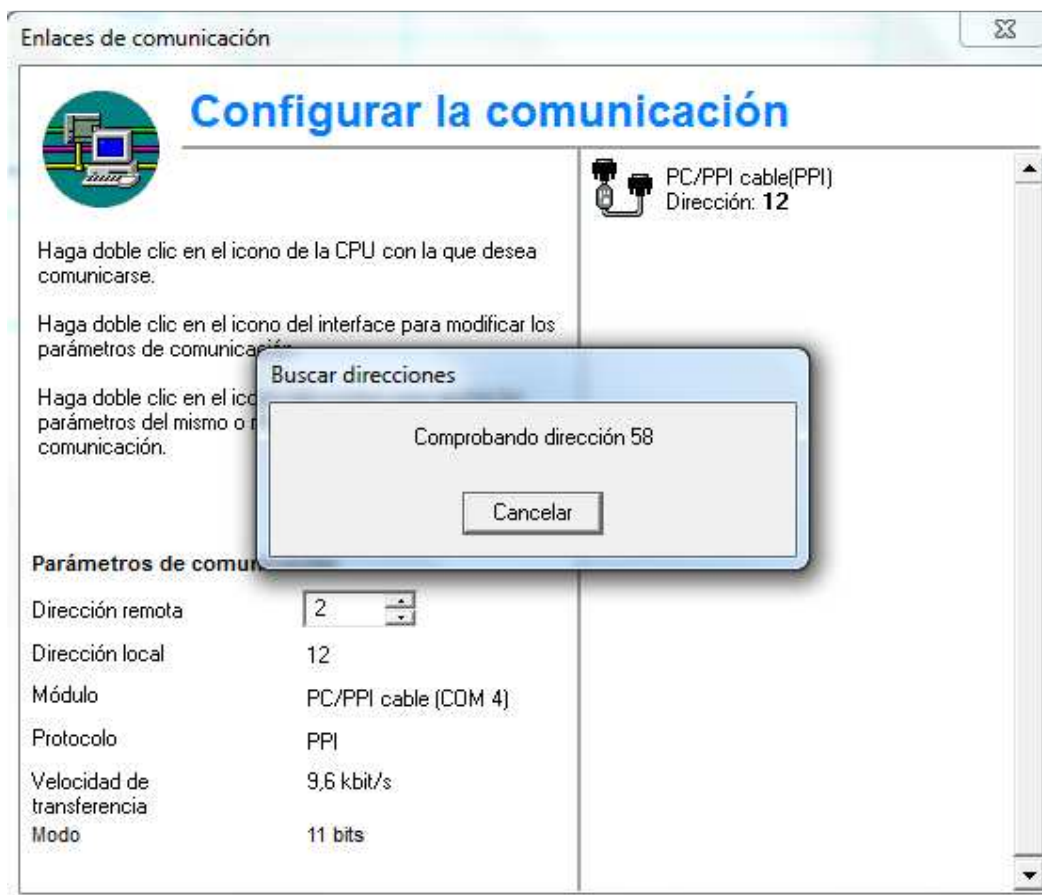 Enlaces de comunicación
Configurar la comunicación
PC/PPI cable(PPI)
Dirección: 12
Haga doble clic en el icono de la CPU con la que desea
comunicarse.
Haga doble clic en el icono del interface para modificar los
parámetros de
Haga doble clic en el
parámetros del mismo o
comunicación.
Buscar direcciones
Comprobando dirección 58
Cancelar
Parámetros de
Dirección remota 2
Dirección local 12
Módulo PC/PPI cable (COM 4)
Protocolo PPI
Velocidad de 9,6 kbit/s
transferencia
Modo 11 bits